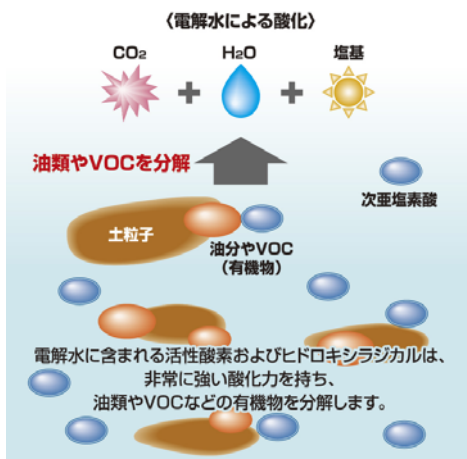 〈電解水による酸化〉
CO₂ H₂O 塩基
+ +
油類やVOCを分解
次亜塩素酸
土粒子
油分やVOC
（有機物）
電解水に含まれる活性酸素およびヒドロキシラジカルは、
非常に強い酸化力を持ち、
油類やVOCなどの有機物を分解します。